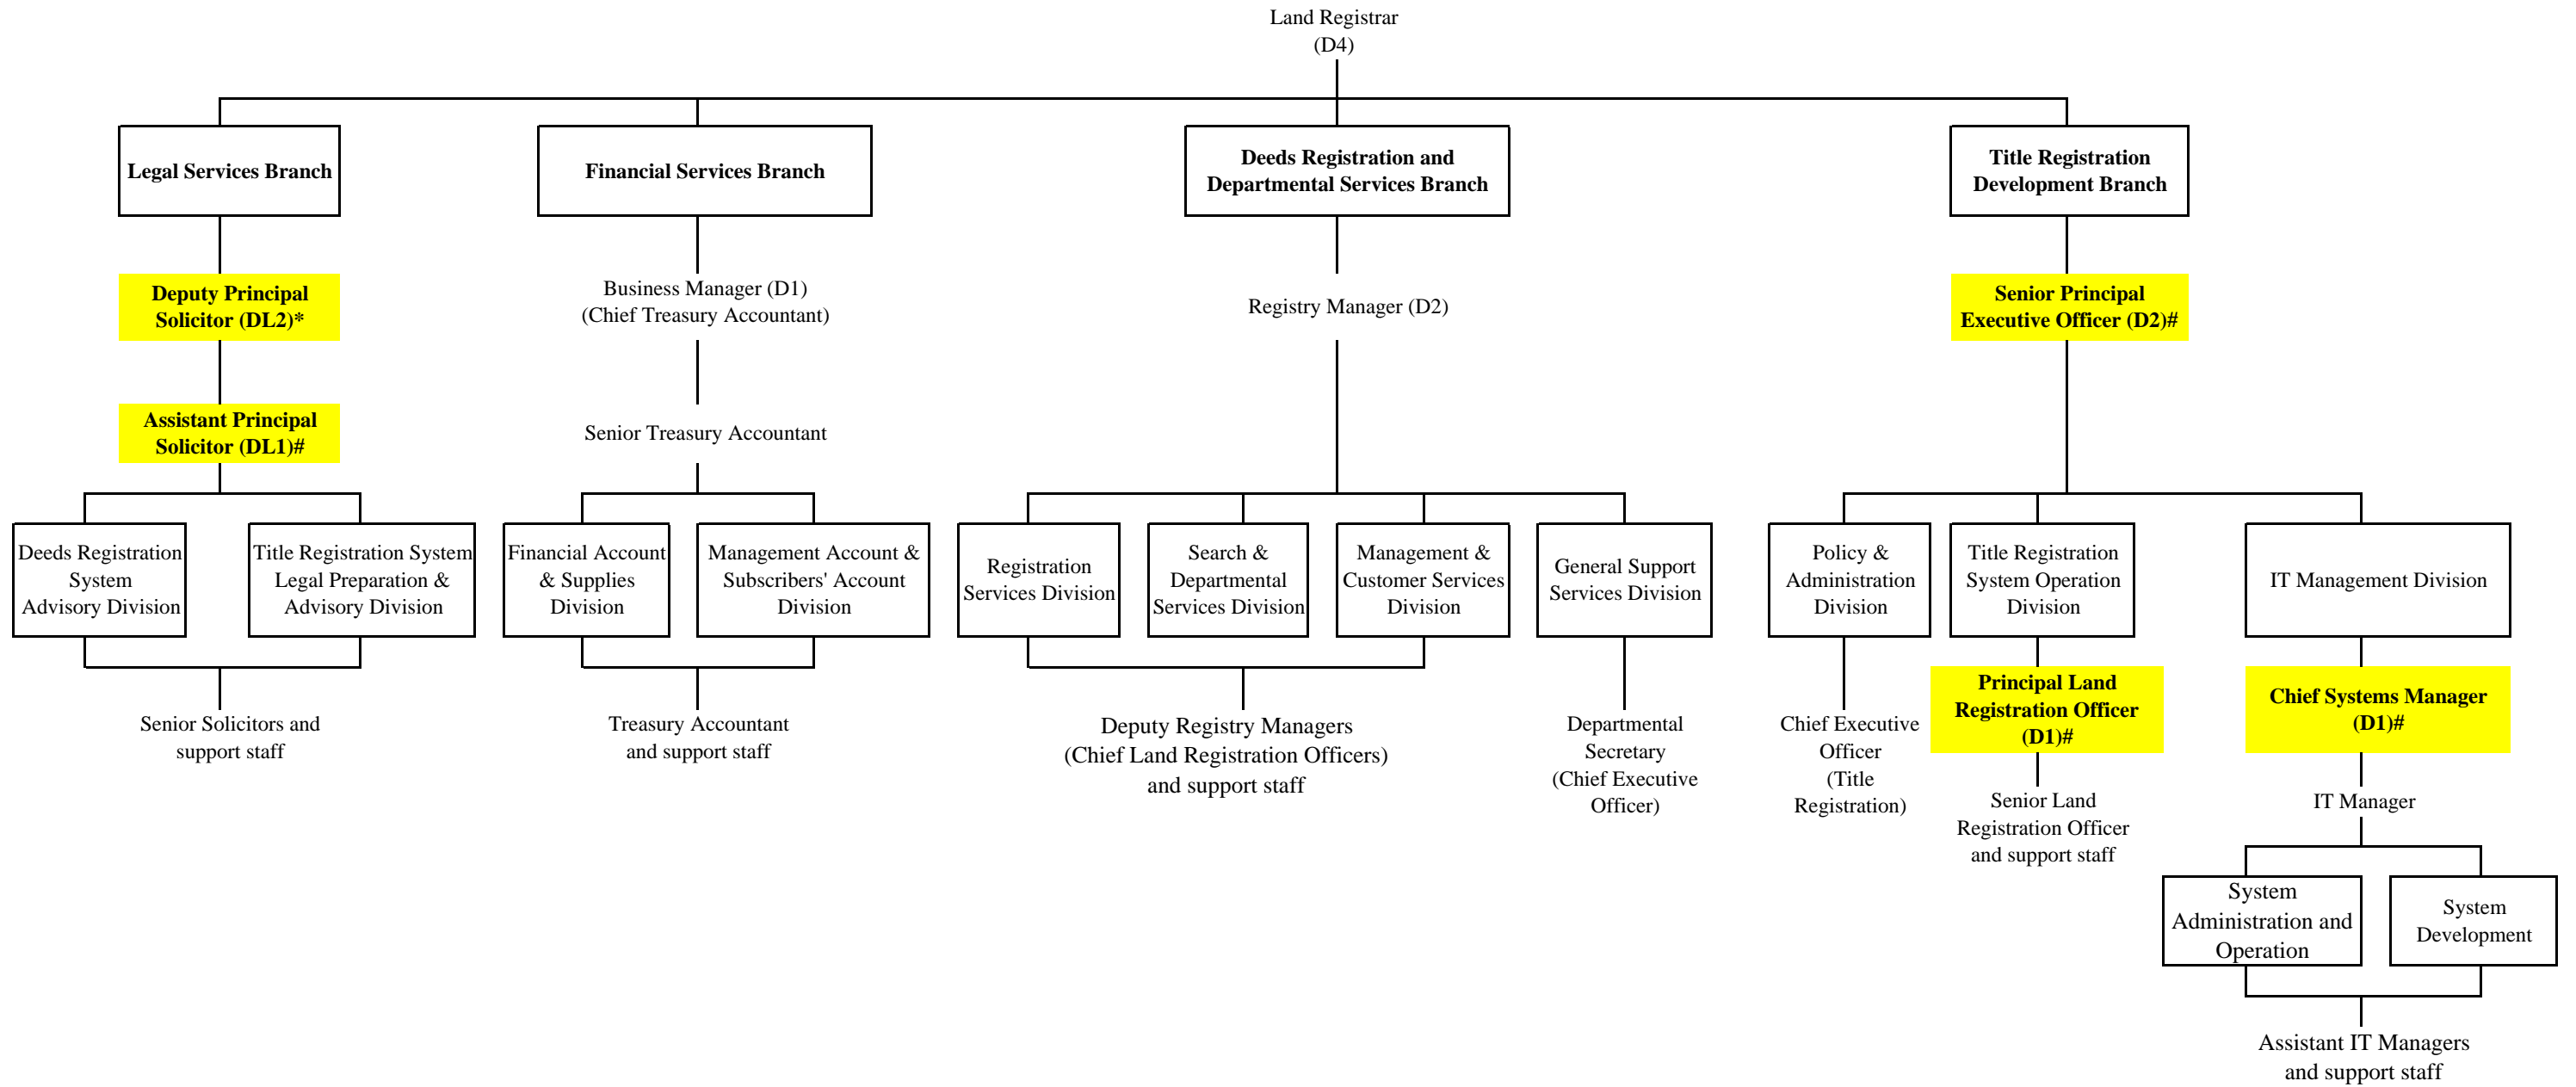 Land Registrar
(D4)
Legal Services Branch
Financial Services Branch
Deeds Registration and
Departmental Services Branch
Title Registration
Development Branch
Deputy Principal
Solicitor (DL2)*
Business Manager (D1)
(Chief Treasury Accountant)
Registry Manager (D2)
Senior Principal
Executive Officer (D2)#
Assistant Principal
Solicitor (DL1)#
Senior Treasury Accountant
Deeds Registration
System
Advisory Division
Title Registration System
Legal Preparation &
Advisory Division
Financial Account
& Supplies
Division
Management Account &
Subscribers' Account
Division
Registration
Services Division
Search &
Departmental
Services Division
Management &
Customer Services
Division
General Support
Services Division
Policy &
Administration
Division
Title Registration
System Operation
Division
IT Management Division
Senior Solicitors and
support staff
Treasury Accountant
and support staff
Deputy Registry Managers
(Chief Land Registration Officers)
and support staff
Departmental
Secretary
(Chief Executive
Officer)
Chief Executive
Officer
(Title
Registration)
Principal Land
Registration Officer
(D1)#
Chief Systems Manager
(D1)#
Senior Land
Registration Officer
and support staff
IT Manager
System
Administration and
Operation
System
Development
Assistant IT Managers
and support staff